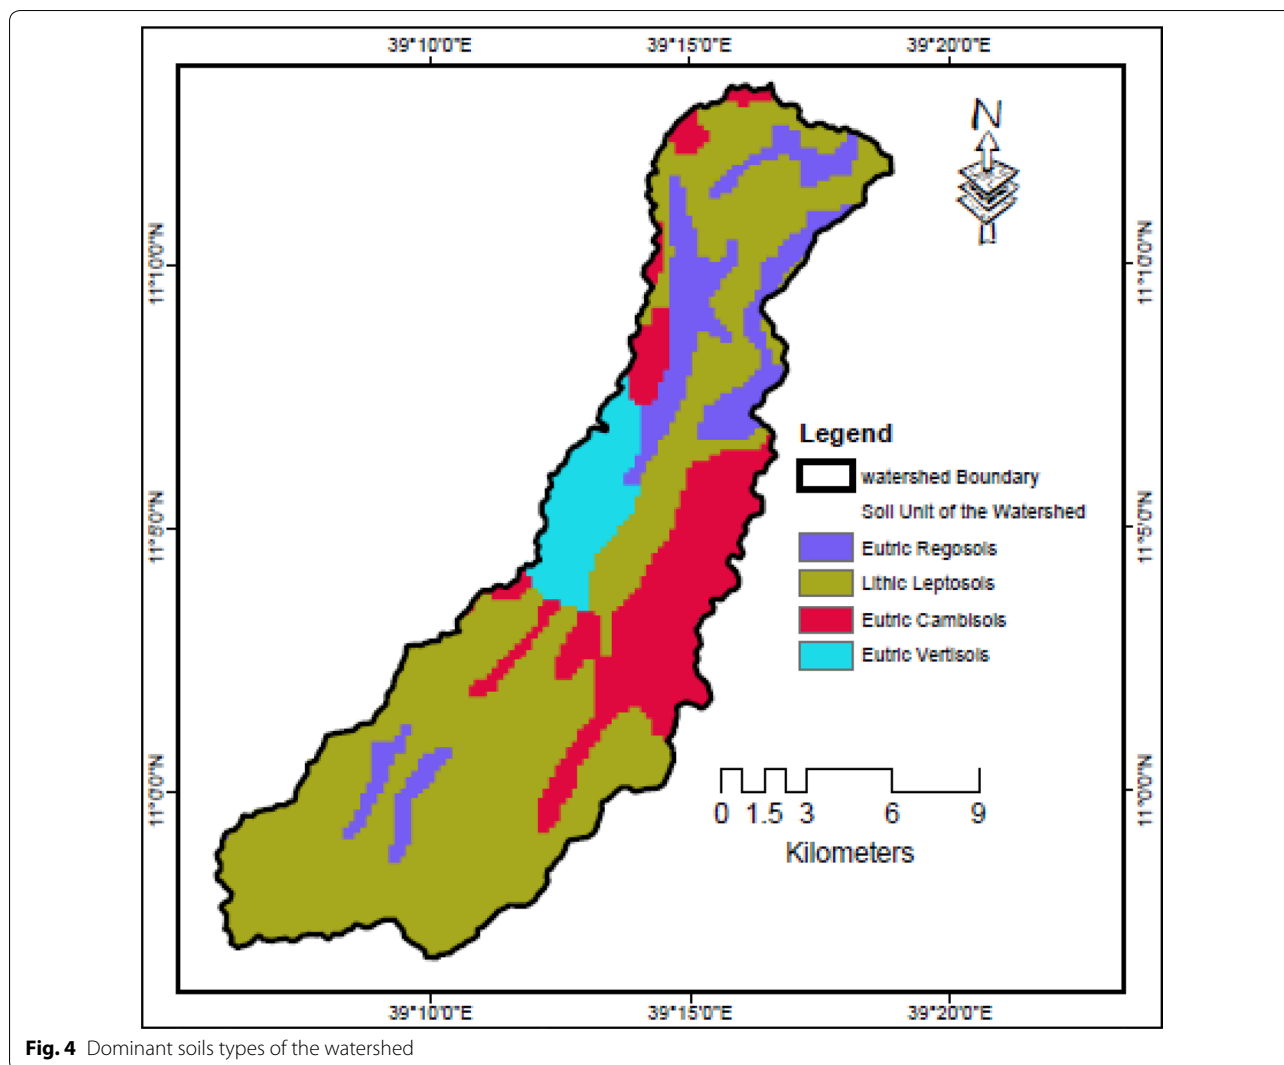 39°10'0"E 39°15'0"E 39°20'0"E
N
11°10'0"N 11°10'0"N
Legend
watershed Boundary
Soil Unit of the Watershed
11°5'0"N 11°5'0"N
Eutric Regosols
Lithic Leptosols
Eutric Cambisols
Eutric Vertisols
11°0'0"N 11°0'0"N
0 1.5 3 6 9
Kilometers
39°10'0"E 39°15'0"E 39°20'0"E
Fig. 4 Dominant soils types of the watershed